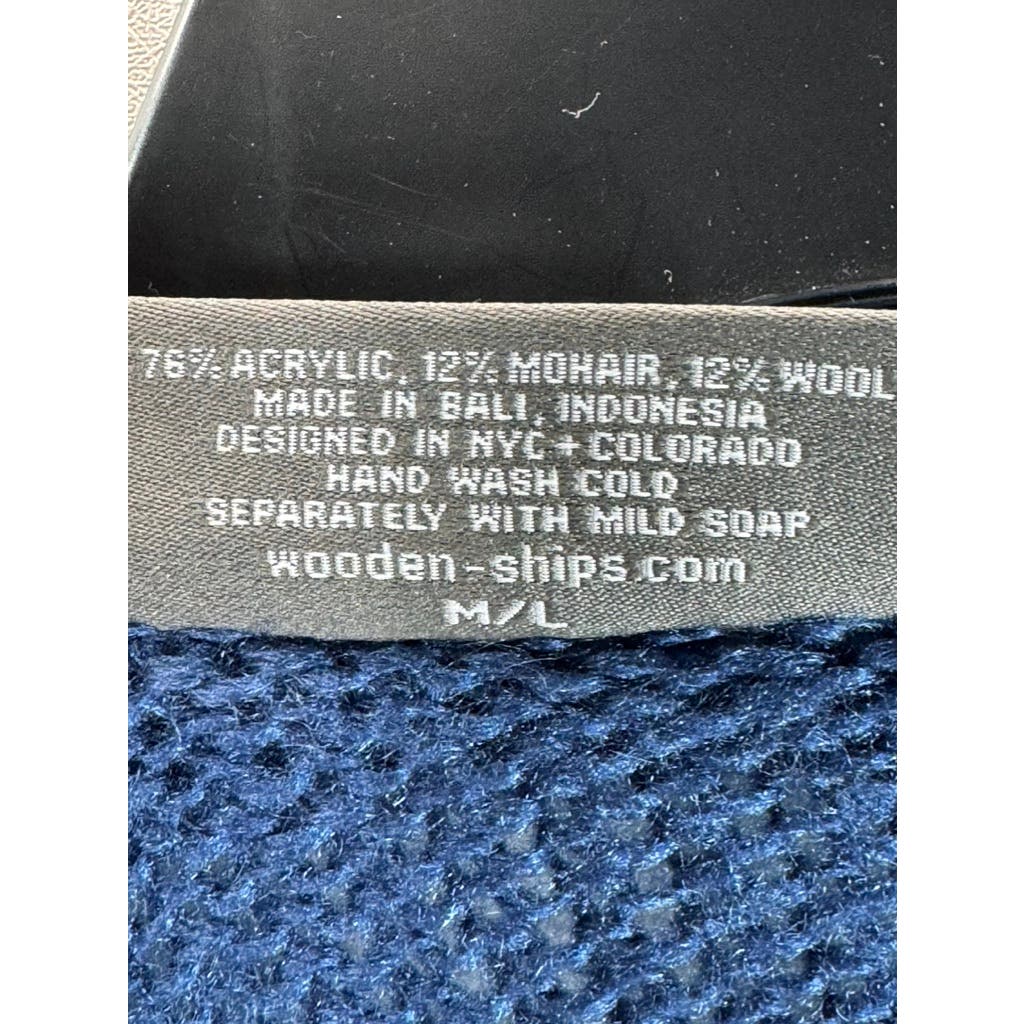 76% ACRYLIC, 12% MOHAIR, 12% WOOL
MADE IN BALI, INDONESIA
DESIGNED IN NYC + COLORADO
HAND WASH COLD
SEPARATELY WITH MILD SOAP
wooden-ships.com
M/L